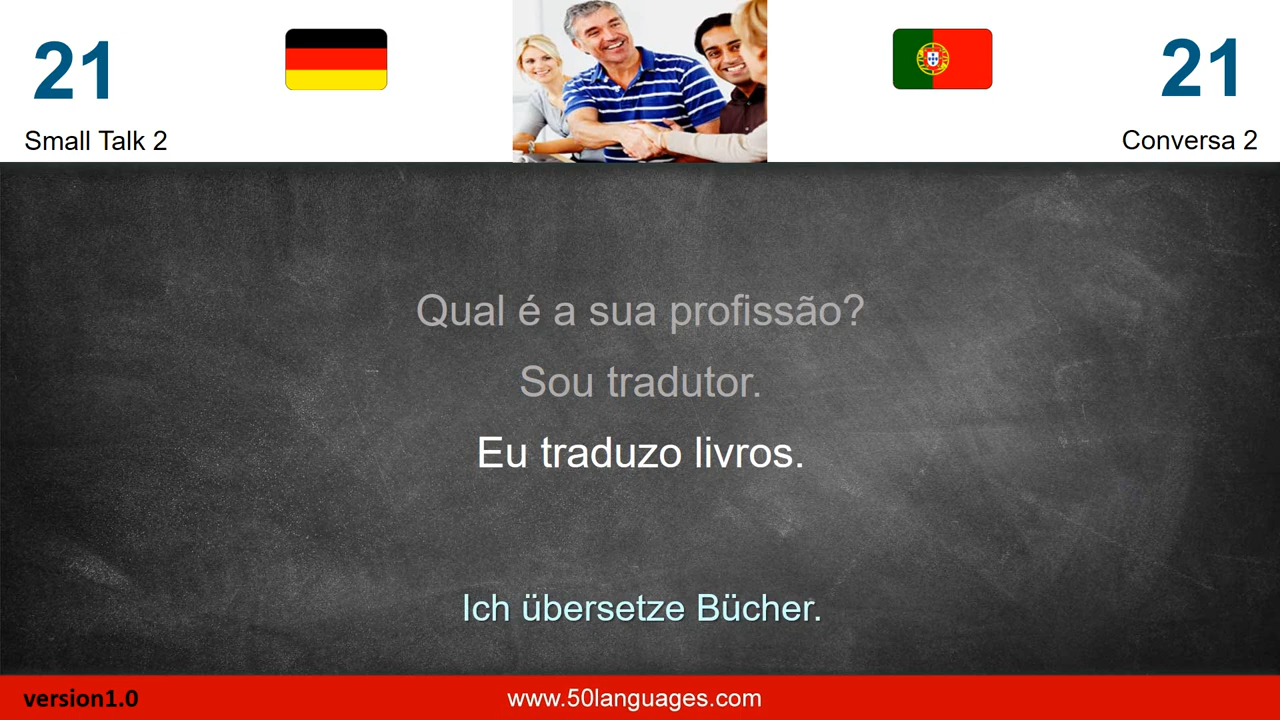 21
21
Small Talk 2
Conversa 2
Qual é a sua profissão?
Sou tradutor.
Eu traduzo livros.
Ich übersetze Bücher.
version1.0
www.50languages.com